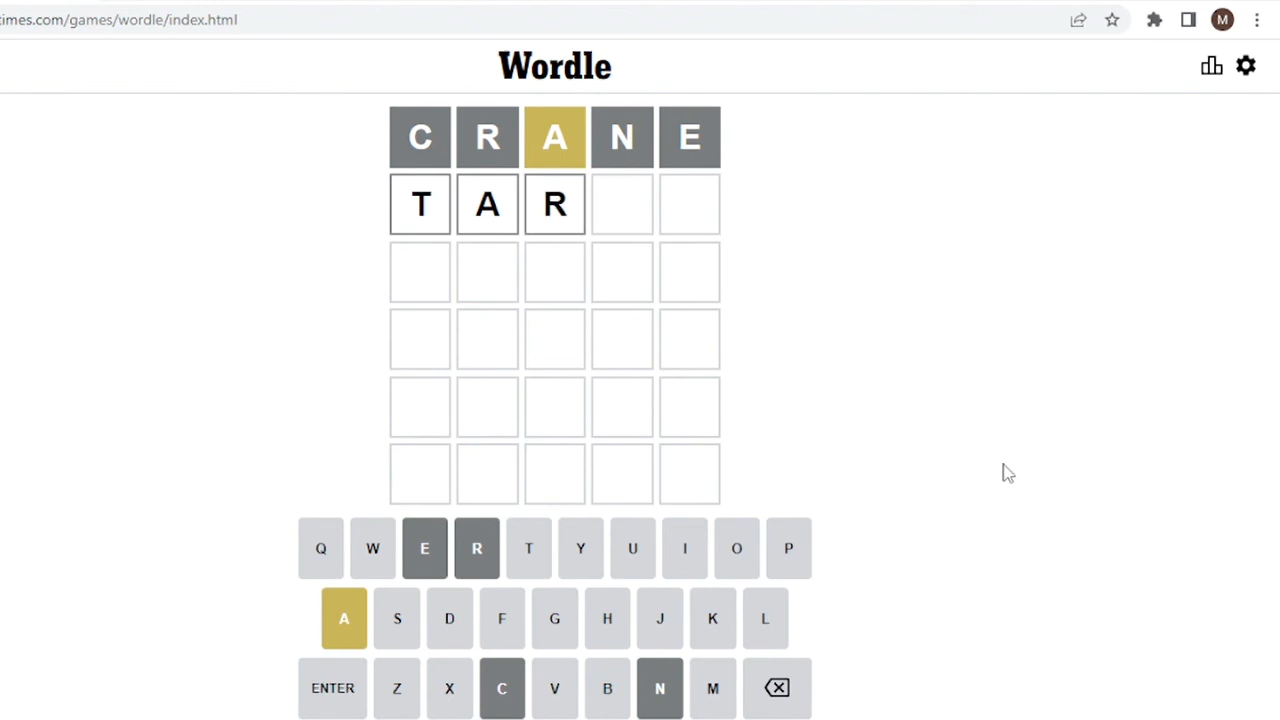 times.com/games/wordle/index.html
M
Wordle
C R A N E
T A R
Q W E R T Y U I O P
A S D F G H J K L
ENTER Z X C V B N M